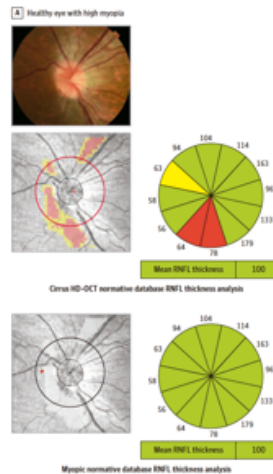 A Healthy eye with high myopia
104
94 114
63 163
58 96
56 133
64 179
78
Mean RNFL thickness 100
Cirrus HD-OCT normative database RNFL thickness analysis
104
94 114
63 163
58 96
56 133
64 179
78
Mean RNFL thickness 100
Myopic normative database RNFL thickness analysis